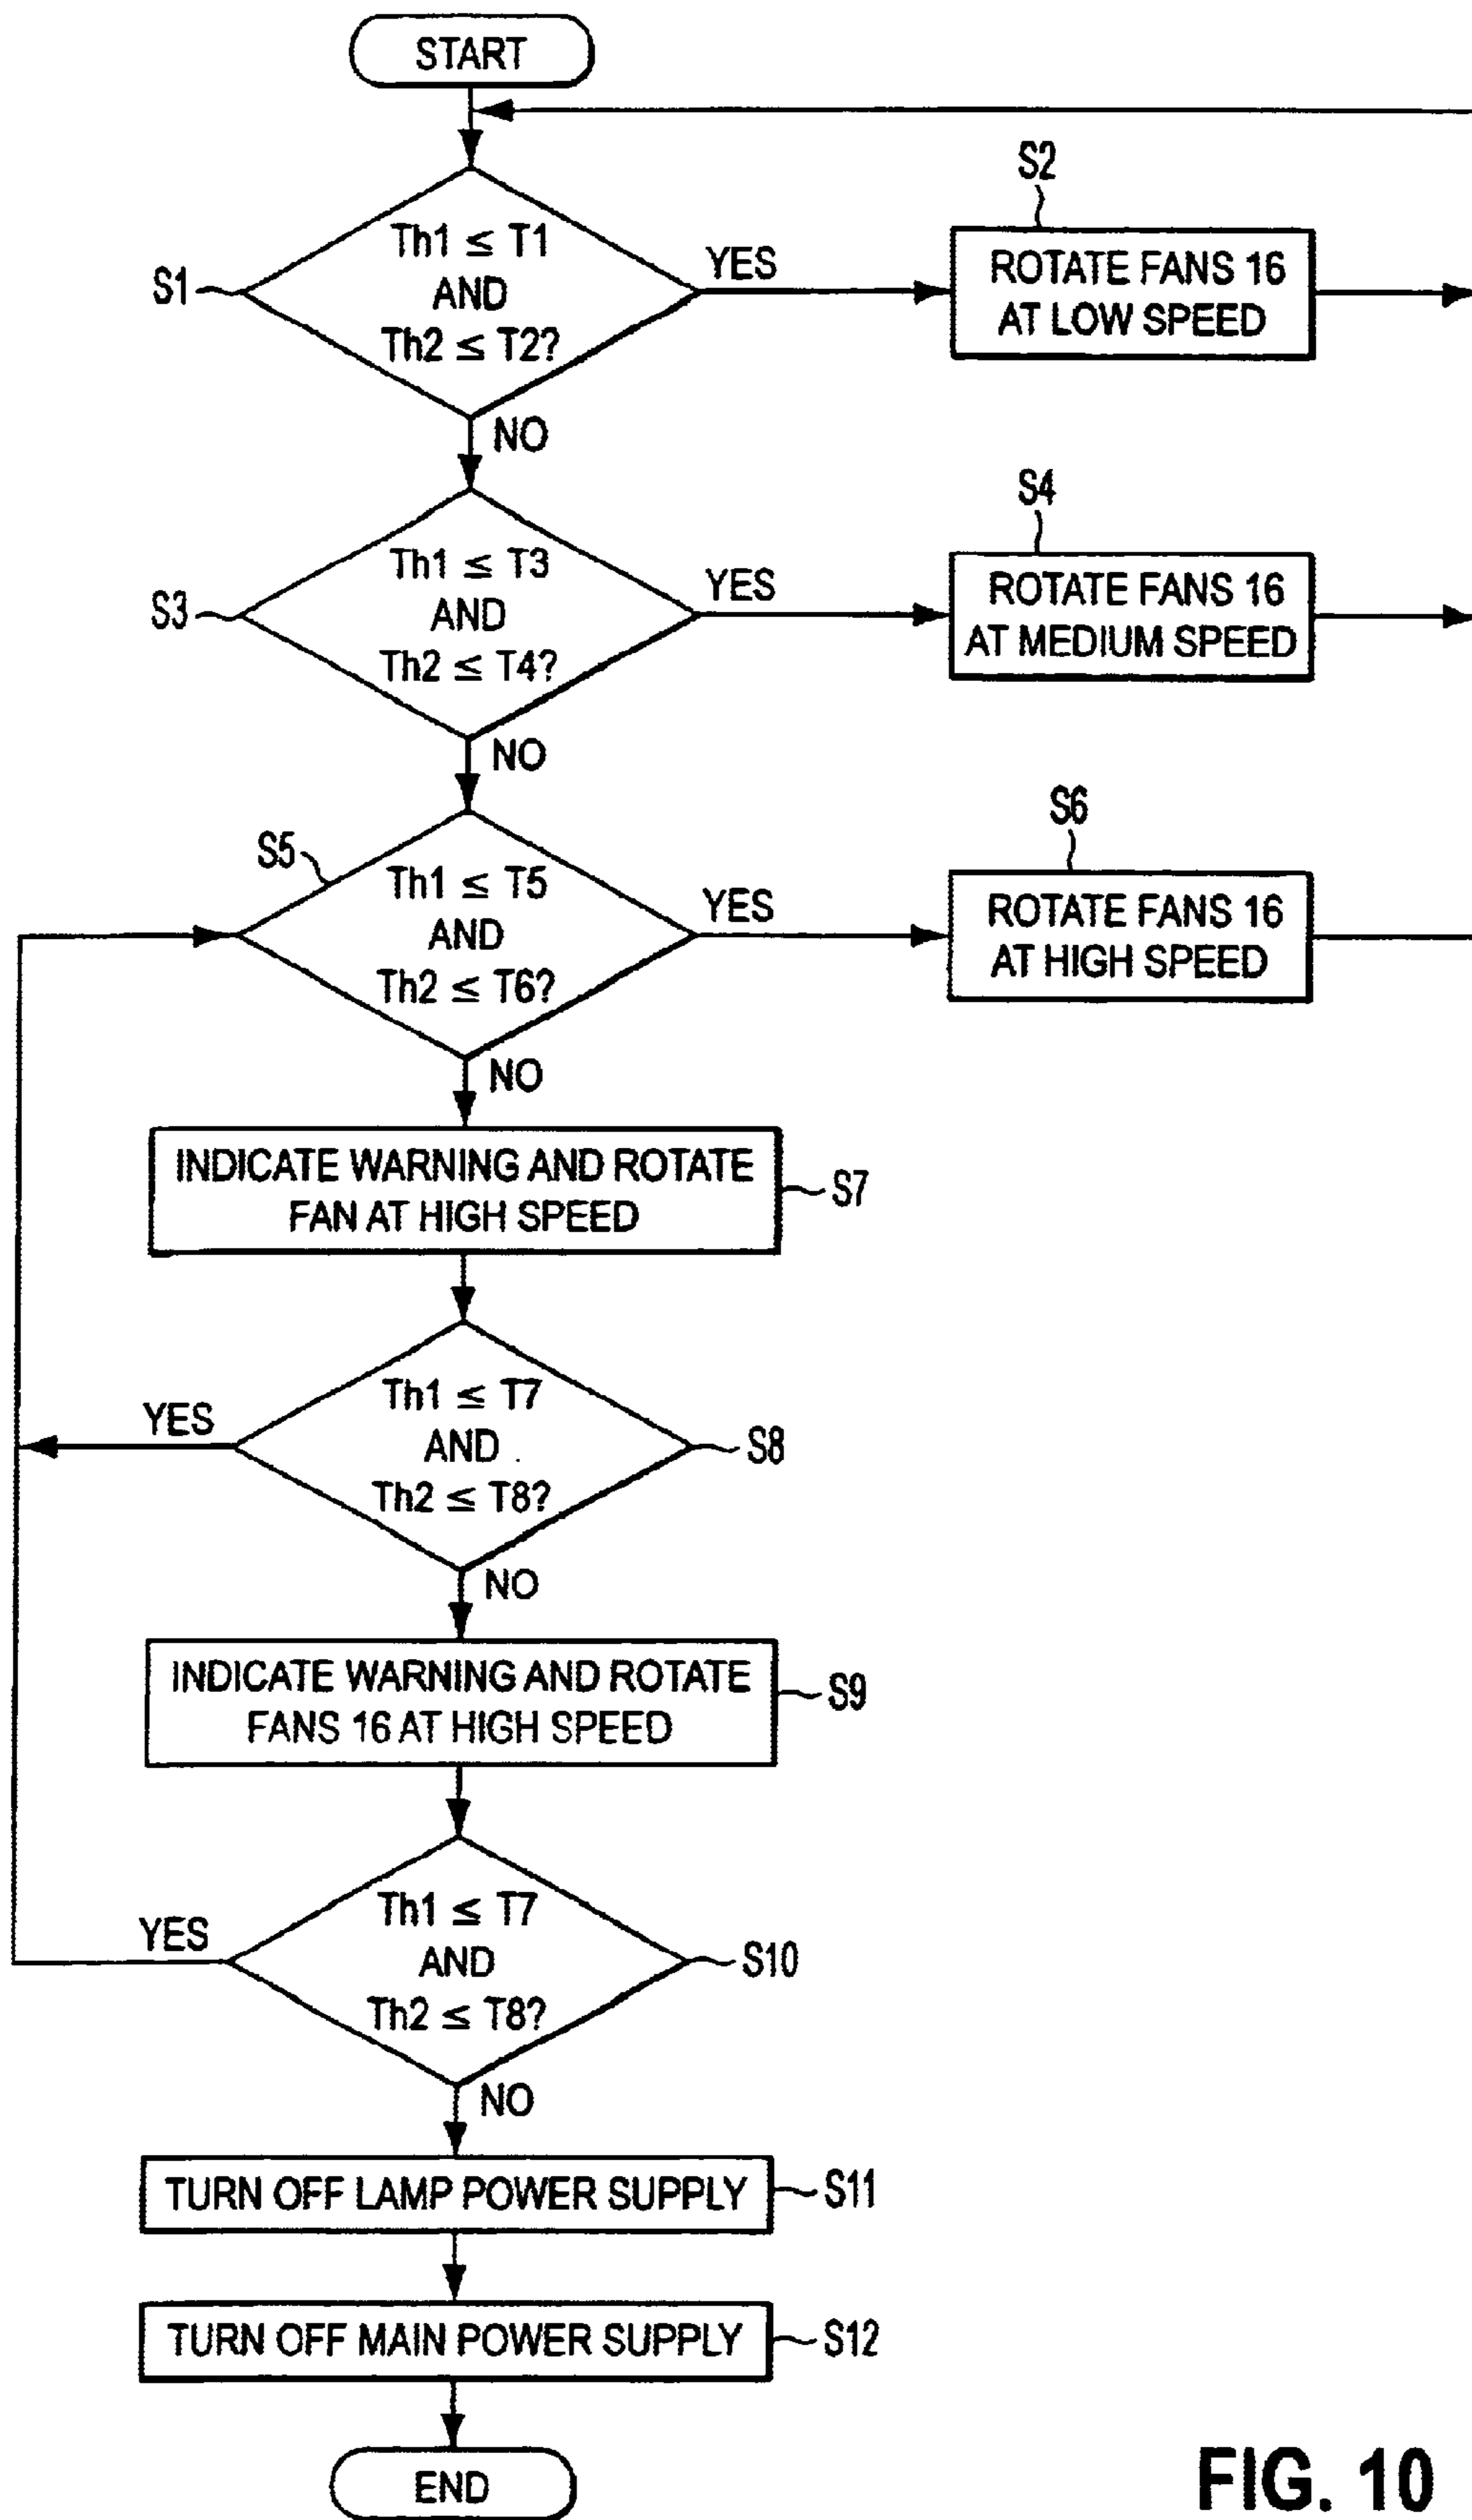 START
S1
Th1 ≤ T1
AND
Th2 ≤ T2?
YES
S2
ROTATE FANS 16
AT LOW SPEED
NO
S3
Th1 ≤ T3
AND
Th2 ≤ T4?
YES
S4
ROTATE FANS 16
AT MEDIUM SPEED
NO
S5
Th1 ≤ T5
AND
Th2 ≤ T6?
YES
S6
ROTATE FANS 16
AT HIGH SPEED
NO
INDICATE WARNING AND ROTATE
FAN AT HIGH SPEED
S7
YES
Th1 ≤ T7
AND
Th2 ≤ T8?
S8
NO
INDICATE WARNING AND ROTATE
FANS 16 AT HIGH SPEED
S9
YES
Th1 ≤ T7
AND
Th2 ≤ T8?
S10
NO
TURN OFF LAMP POWER SUPPLY
S11
TURN OFF MAIN POWER SUPPLY
S12
END
FIG. 10